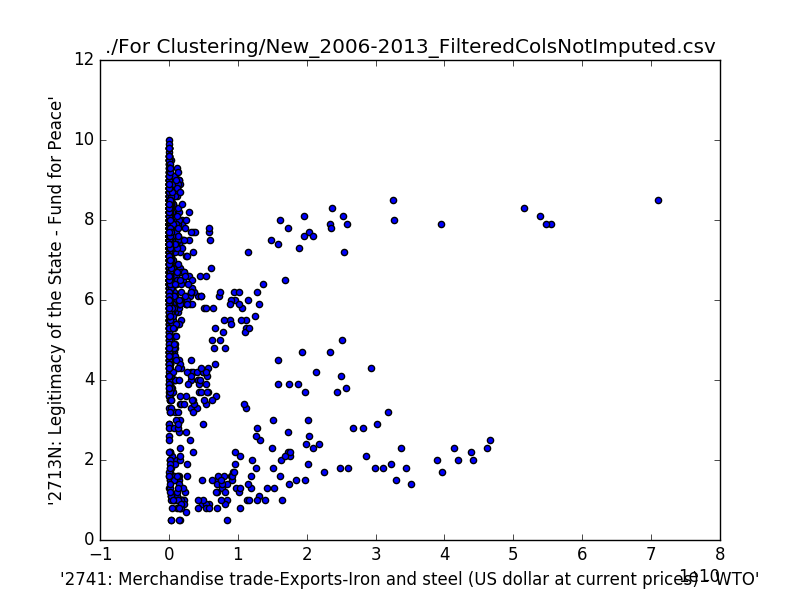 ./For Clustering/New_2006-2013_FilteredColsNotImputed.csv
12
10
8
6
4
2
0
'2713N: Legitimacy of the State - Fund for Peace'
−1 0 1 2 3 4 5 6 7 8
1e10
'2741: Merchandise trade-Exports-Iron and steel (US dollar at current prices) - WTO'